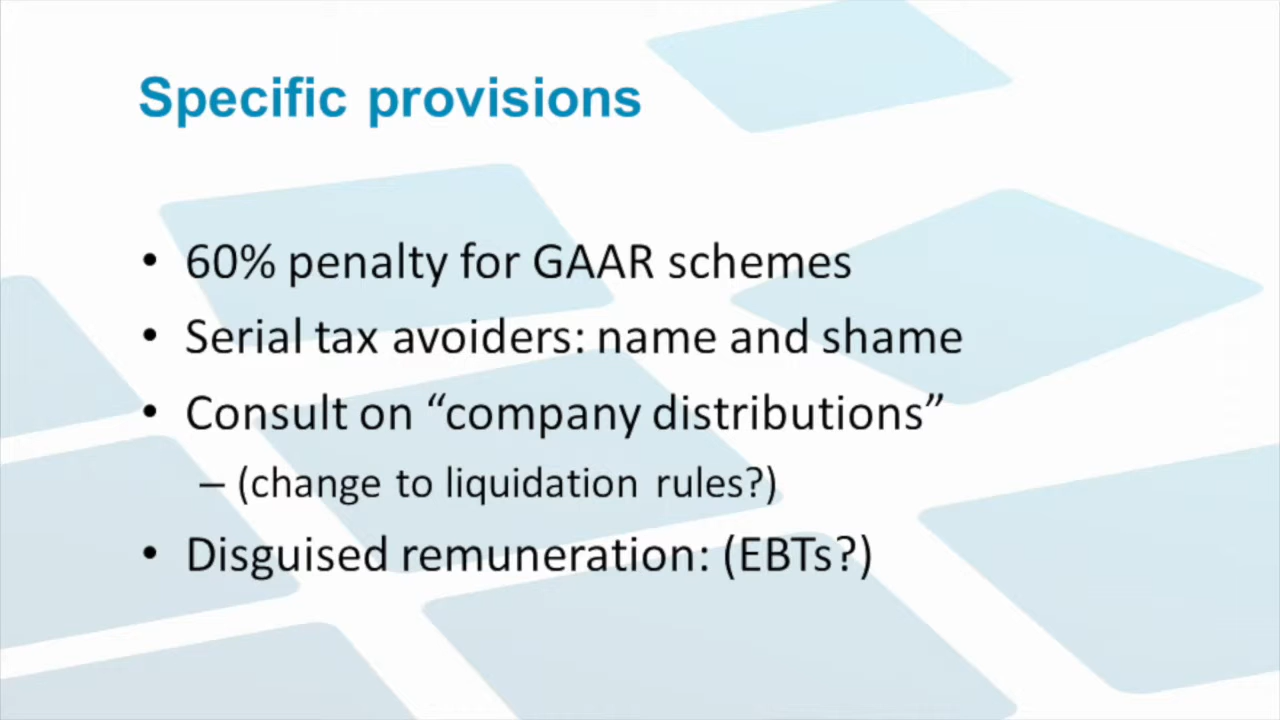 Specific provisions
• 60% penalty for GAAR schemes
• Serial tax avoiders: name and shame
• Consult on “company distributions”
– (change to liquidation rules?)
• Disguised remuneration: (EBTs?)